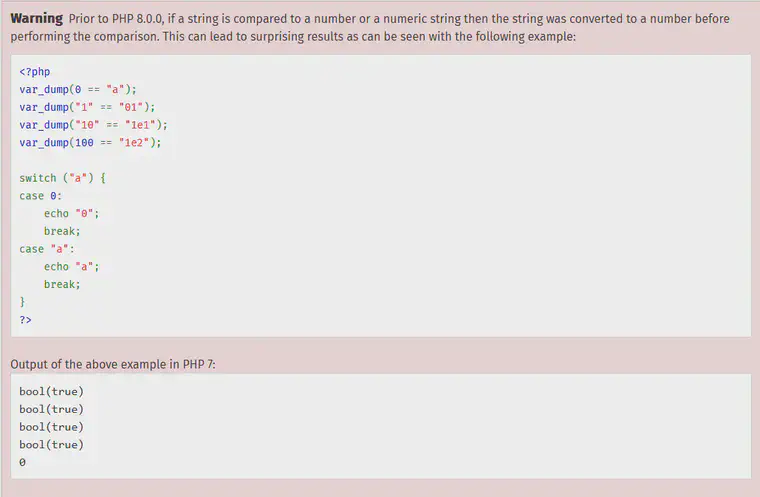 Warning Prior to PHP 8.0.0, if a string is compared to a number or a numeric string then the string was converted to a number before
performing the comparison. This can lead to surprising results as can be seen with the following example:
<?php
var_dump(0 == "a");
var_dump("1" == "01");
var_dump("10" == "1e1");
var_dump(100 == "1e2");
switch ("a") {
case 0:
    echo "0";
    break;
case "a":
    echo "a";
    break;
}
?>
Output of the above example in PHP 7:
bool(true)
bool(true)
bool(true)
bool(true)
0